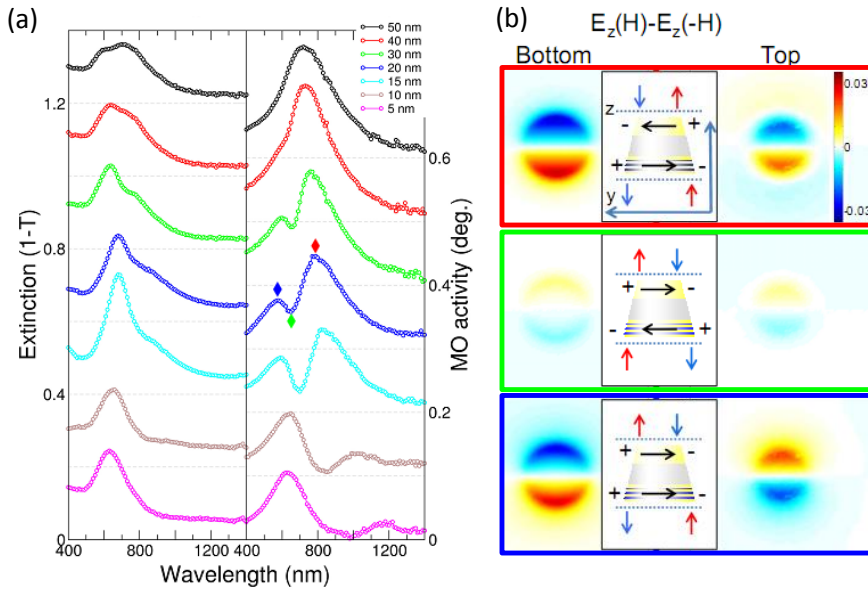 (a)
50 nm
40 nm
30 nm
20 nm
15 nm
10 nm
5 nm
1.2
0.8
0.4
0
Extinction (1-T)
0.6
0.4
0.2
0
MO activity (deg.)
400 800 1200 400 800 1200
Wavelength (nm)
(b)
E_z(H)-E_z(-H)
Bottom Top
z
- +
+ -
y
0.03
0
-0.03
+ -
- +
+ -
+ -